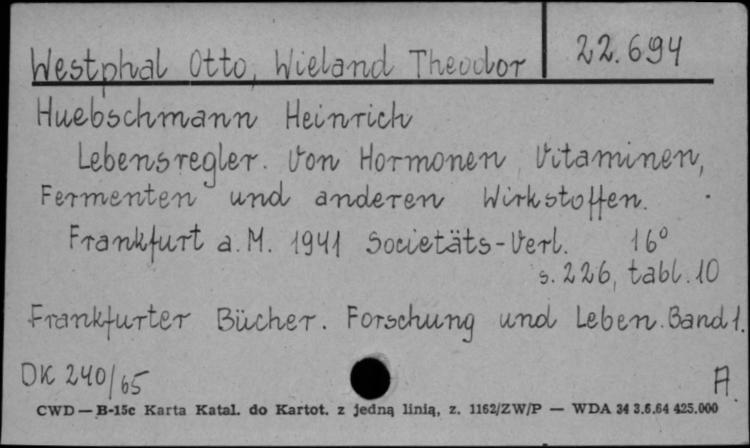 Westphal Otto, Wieland Theodor 22.694
Huebschmann Heinrich
Lebensregler. Von Hormonen, Vitaminen,
Fermenten und anderen Wirkstoffen.
Frankfurt a.M. 1941 Societäts-Verl. 16°
s. 226, tabl. 10
Frankfurter Bücher. Forschung und Leben. Band 1.
DK 240/65 A
CWD — B-15c Karta Katal. do Kartot. z jedną linią, z. 1162/ZW/P — WDA 34 3.6.64 425.000